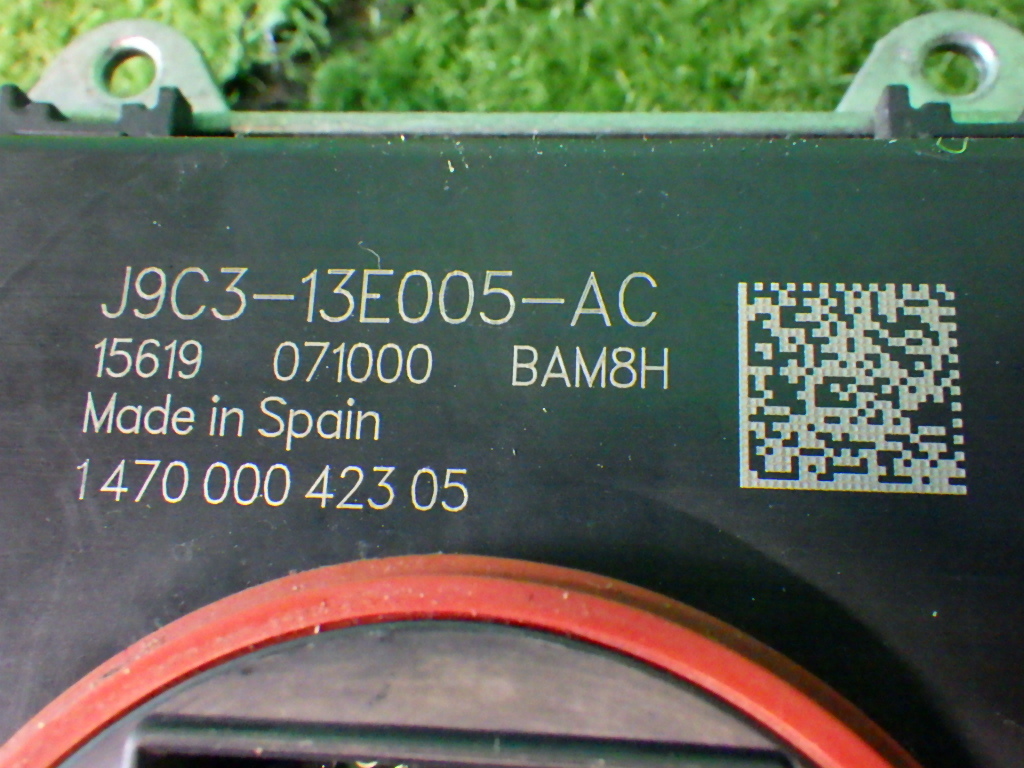 J9C3-13E005-AC
15619 071000 BAM8H
Made in Spain
1 470 000 423 05